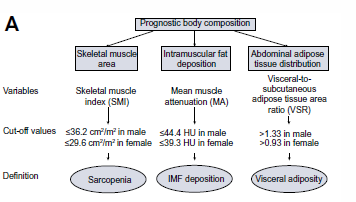 A
Prognostic body composition
Skeletal muscle
area
Intramuscular fat
deposition
Abdominal adipose
tissue distribution
Variables
Skeletal muscle
index (SMI)
Mean muscle
attenuation (MA)
Visceral-to-
subcutaneous
adipose tissue area
ratio (VSR)
Cut-off values
≤36.2 cm²/m² in male
≤29.6 cm²/m² in female
≤44.4 HU in male
≤39.3 HU in female
>1.33 in male
>0.93 in female
Definition
Sarcopenia
IMF deposition
Visceral adiposity